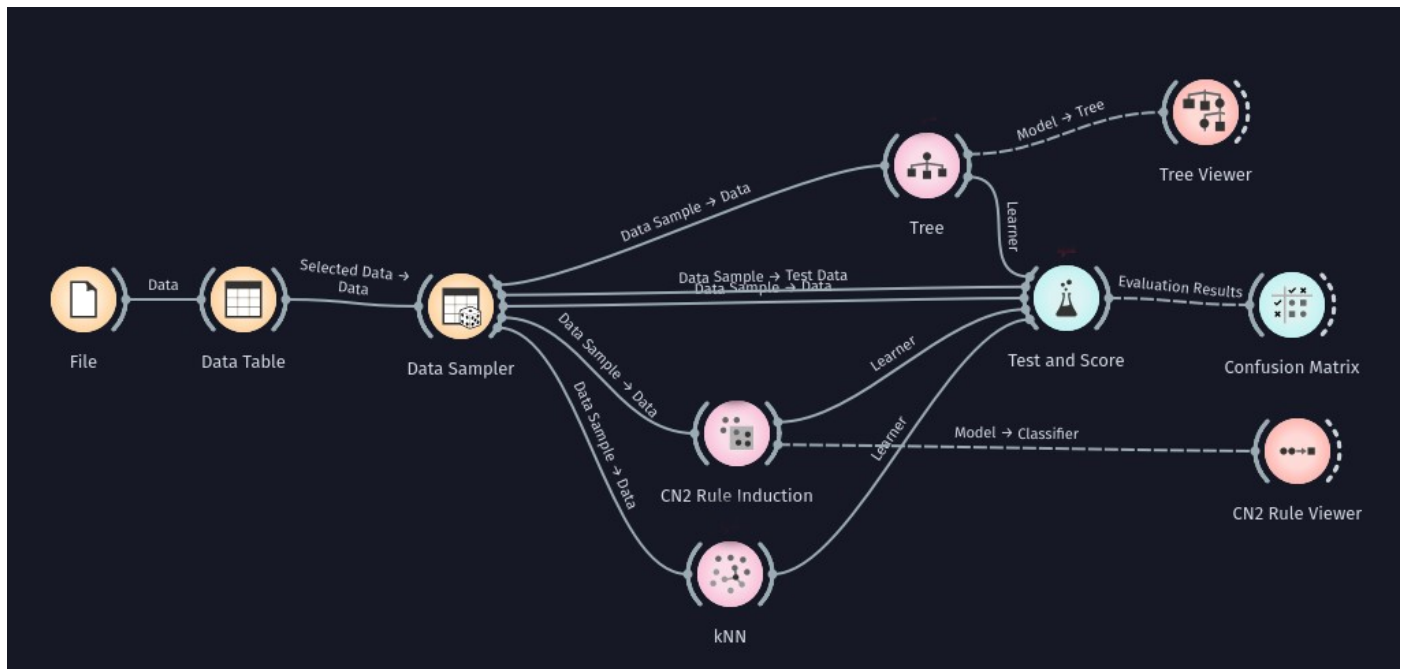 Model → Tree
Tree Viewer
Data Sample → Data
Tree
Learner
Data
Selected Data →
Data
Data Sample → Test Data
Data Sample → Data
Evaluation Results
File
Data Table
Data Sampler
Data Sample → Data
Learner
Test and Score
Confusion Matrix
Data Sample → Data
Learner
Model → Classifier
CN2 Rule Induction
CN2 Rule Viewer
kNN